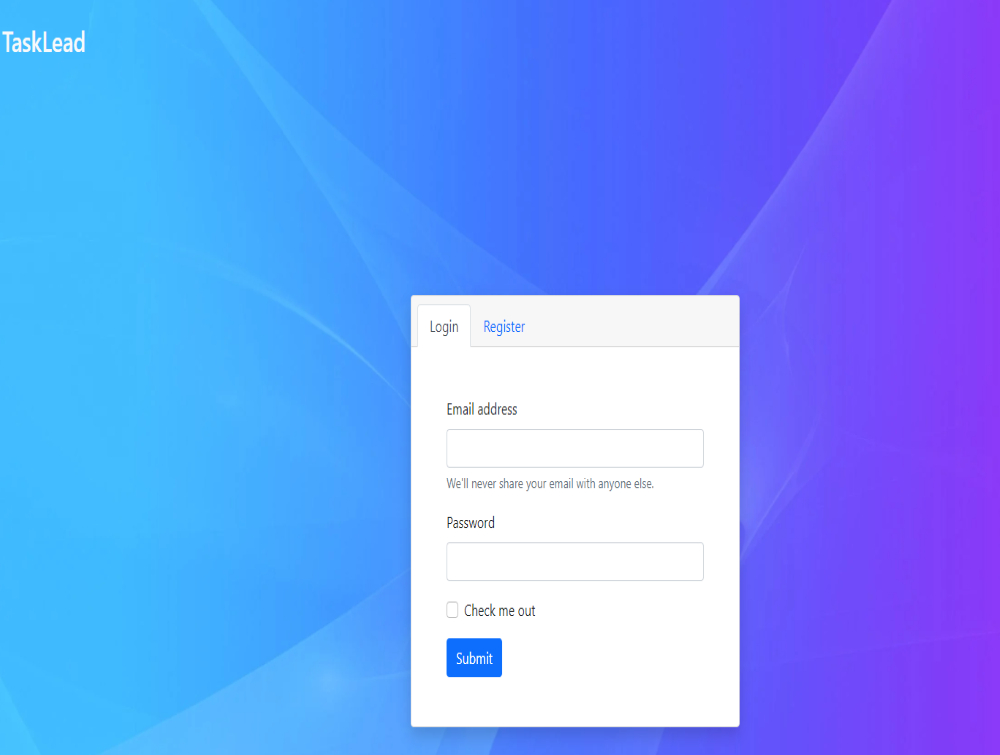 TaskLead
Login Register
Email address
We'll never share your email with anyone else.
Password
Check me out
Submit